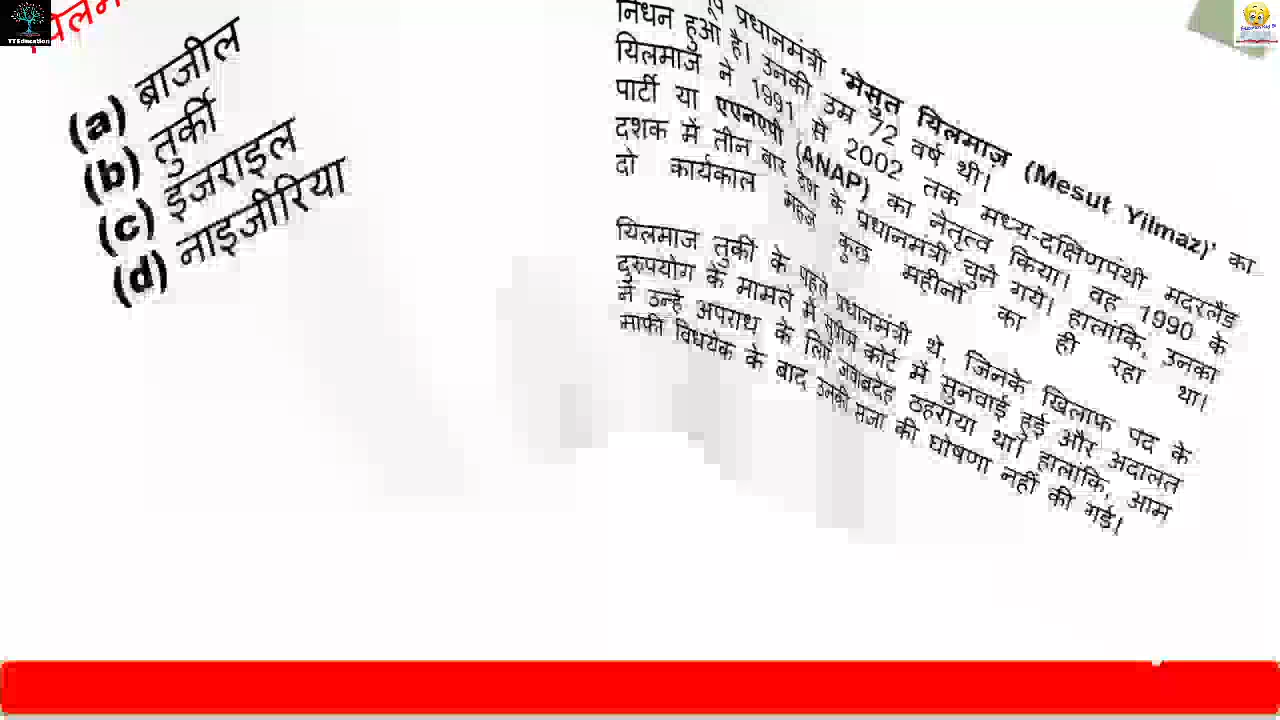 TTEducation
(a) ब्राजील
(b) तुर्की
(c) इजराइल
(d) नाइजीरिया
प्रधानमंत्री 'मेसुत यिलमाज़ (Mesut Yilmaz)' का
निधन हुआ है। उनकी उम्र 72 वर्ष थी।
यिलमाज ने 1991 से 2002 तक मध्य-दक्षिणपंथी मदरलैंड
पार्टी या एएनएपी (ANAP) का नेतृत्व किया। वह 1990 के
दशक में तीन बार देश के प्रधानमंत्री चुने गये। हालांकि, उनका
दो कार्यकाल महज कुछ महीनों का ही रहा था।
यिलमाज तुर्की के पहले प्रधानमंत्री थे, जिनके खिलाफ पद के
दुरुपयोग के मामले में सुप्रीम कोर्ट में सुनवाई हुई और अदालत
ने उन्हें अपराध के लिए जवाबदेह ठहराया था। हालांकि, आम
माफी विधयेक के बाद उनकी सजा की घोषणा नहीं की गई।